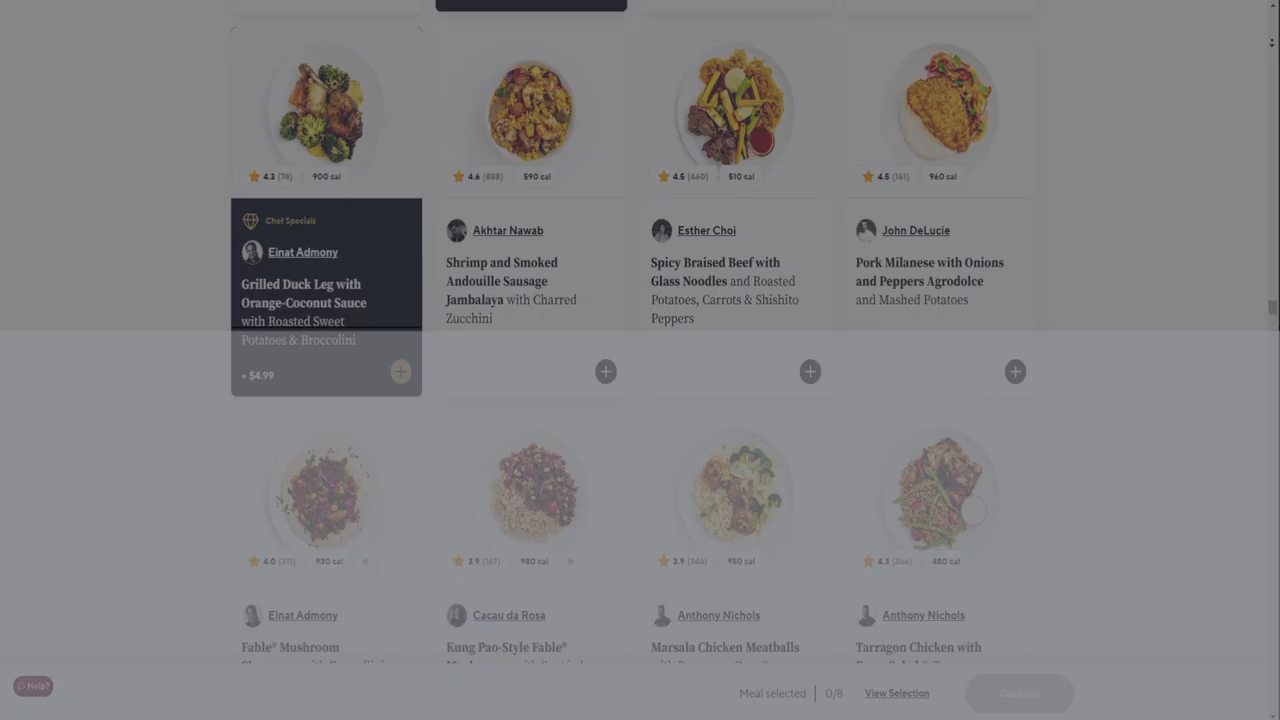 4.3 (74) 900 cal
4.6 (888) 590 cal
4.5 (460) 510 cal
4.5 (161) 960 cal
Chef Specials
Einat Admony
Grilled Duck Leg with
Orange-Coconut Sauce
with Roasted Sweet
Potatoes & Broccolini
+ $4.99
Akhtar Nawab
Shrimp and Smoked
Andouille Sausage
Jambalaya with Charred
Zucchini
Esther Choi
Spicy Braised Beef with
Glass Noodles and Roasted
Potatoes, Carrots & Shishito
Peppers
John DeLucie
Pork Milanese with Onions
and Peppers Agrodolce
and Mashed Potatoes
4.0 930 cal
3.9 (167) 980 cal
3.9 950 cal
4.3 480 cal
Einat Admony
Fable® Mushroom
Cacau da Rosa
Kung Pao-Style Fable®
Anthony Nichols
Marsala Chicken Meatballs
Anthony Nichols
Tarragon Chicken with
Help?
Meal selected | 0/8 View Selection Continue